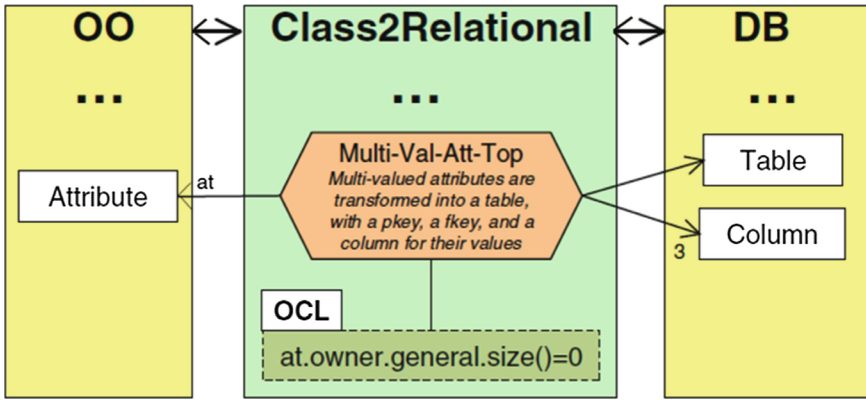 OO
Class2Relational
DB
...
...
...
Multi-Val-Att-Top
Multi-valued attributes are
transformed into a table,
with a pkey, a fkey, and a
column for their values
Attribute
at
Table
Column
3
OCL
at.owner.general.size()=0